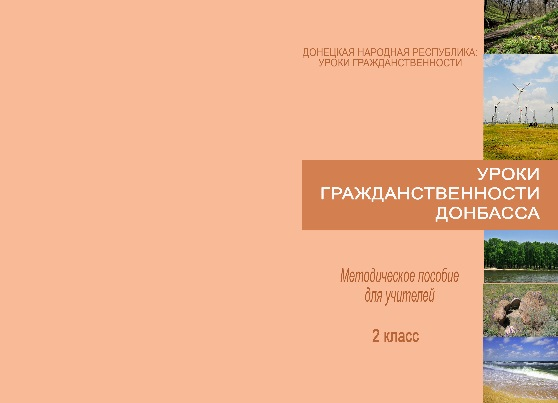 ДОНЕЦКАЯ НАРОДНАЯ РЕСПУБЛИКА:
УРОКИ ГРАЖДАНСТВЕННОСТИ
УРОКИ
ГРАЖДАНСТВЕННОСТИ
ДОНБАССА
Методическое пособие
для учителей
2 класс